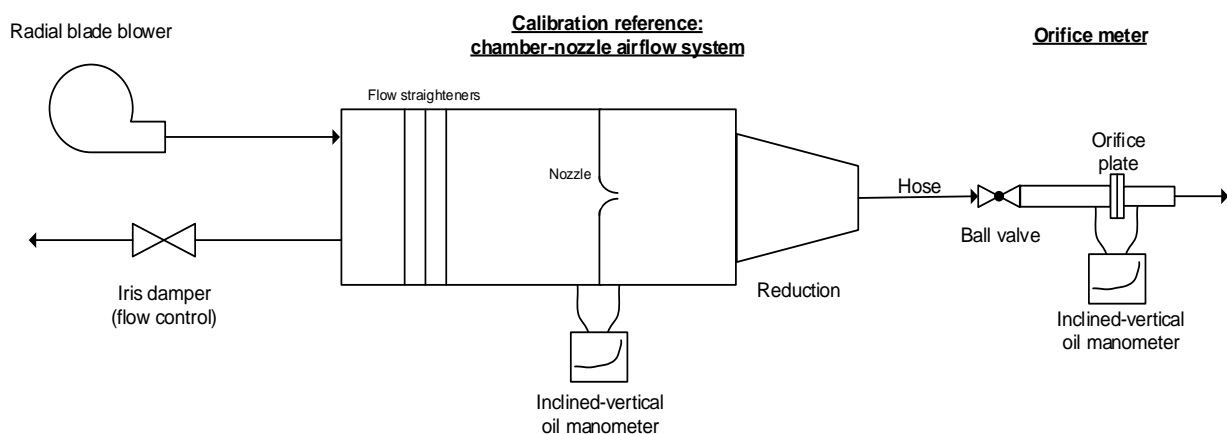 Radial blade blower
Calibration reference:
chamber-nozzle airflow system
Orifice meter
Flow straighteners
Nozzle
Hose
Orifice
plate
Ball valve
Iris damper
(flow control)
Reduction
Inclined-vertical
oil manometer
Inclined-vertical
oil manometer